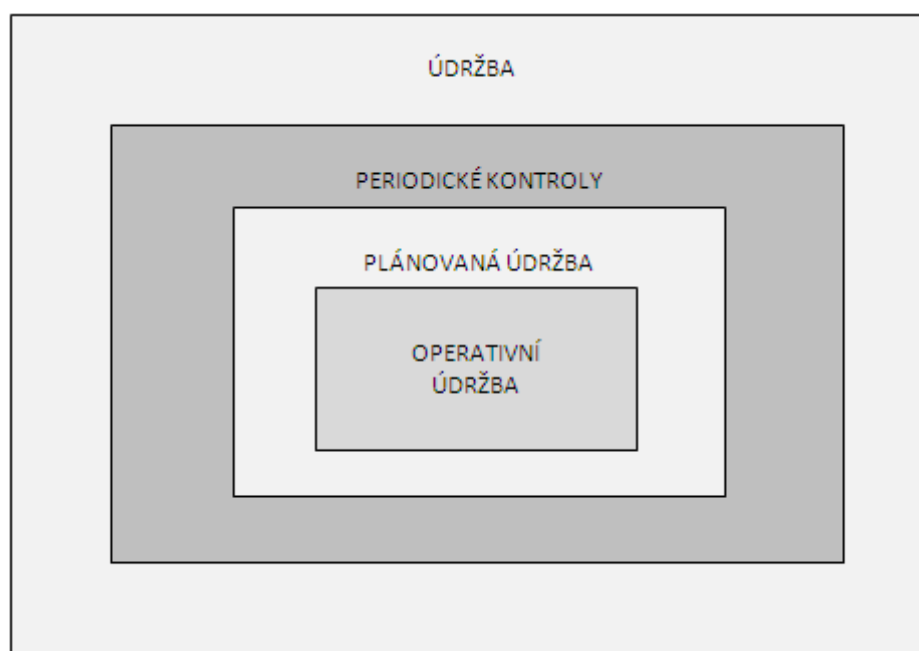 ÚDRŽBA
PERIODICKÉ KONTROLY
PLÁNOVANÁ ÚDRŽBA
OPERATIVNÍ
ÚDRŽBA